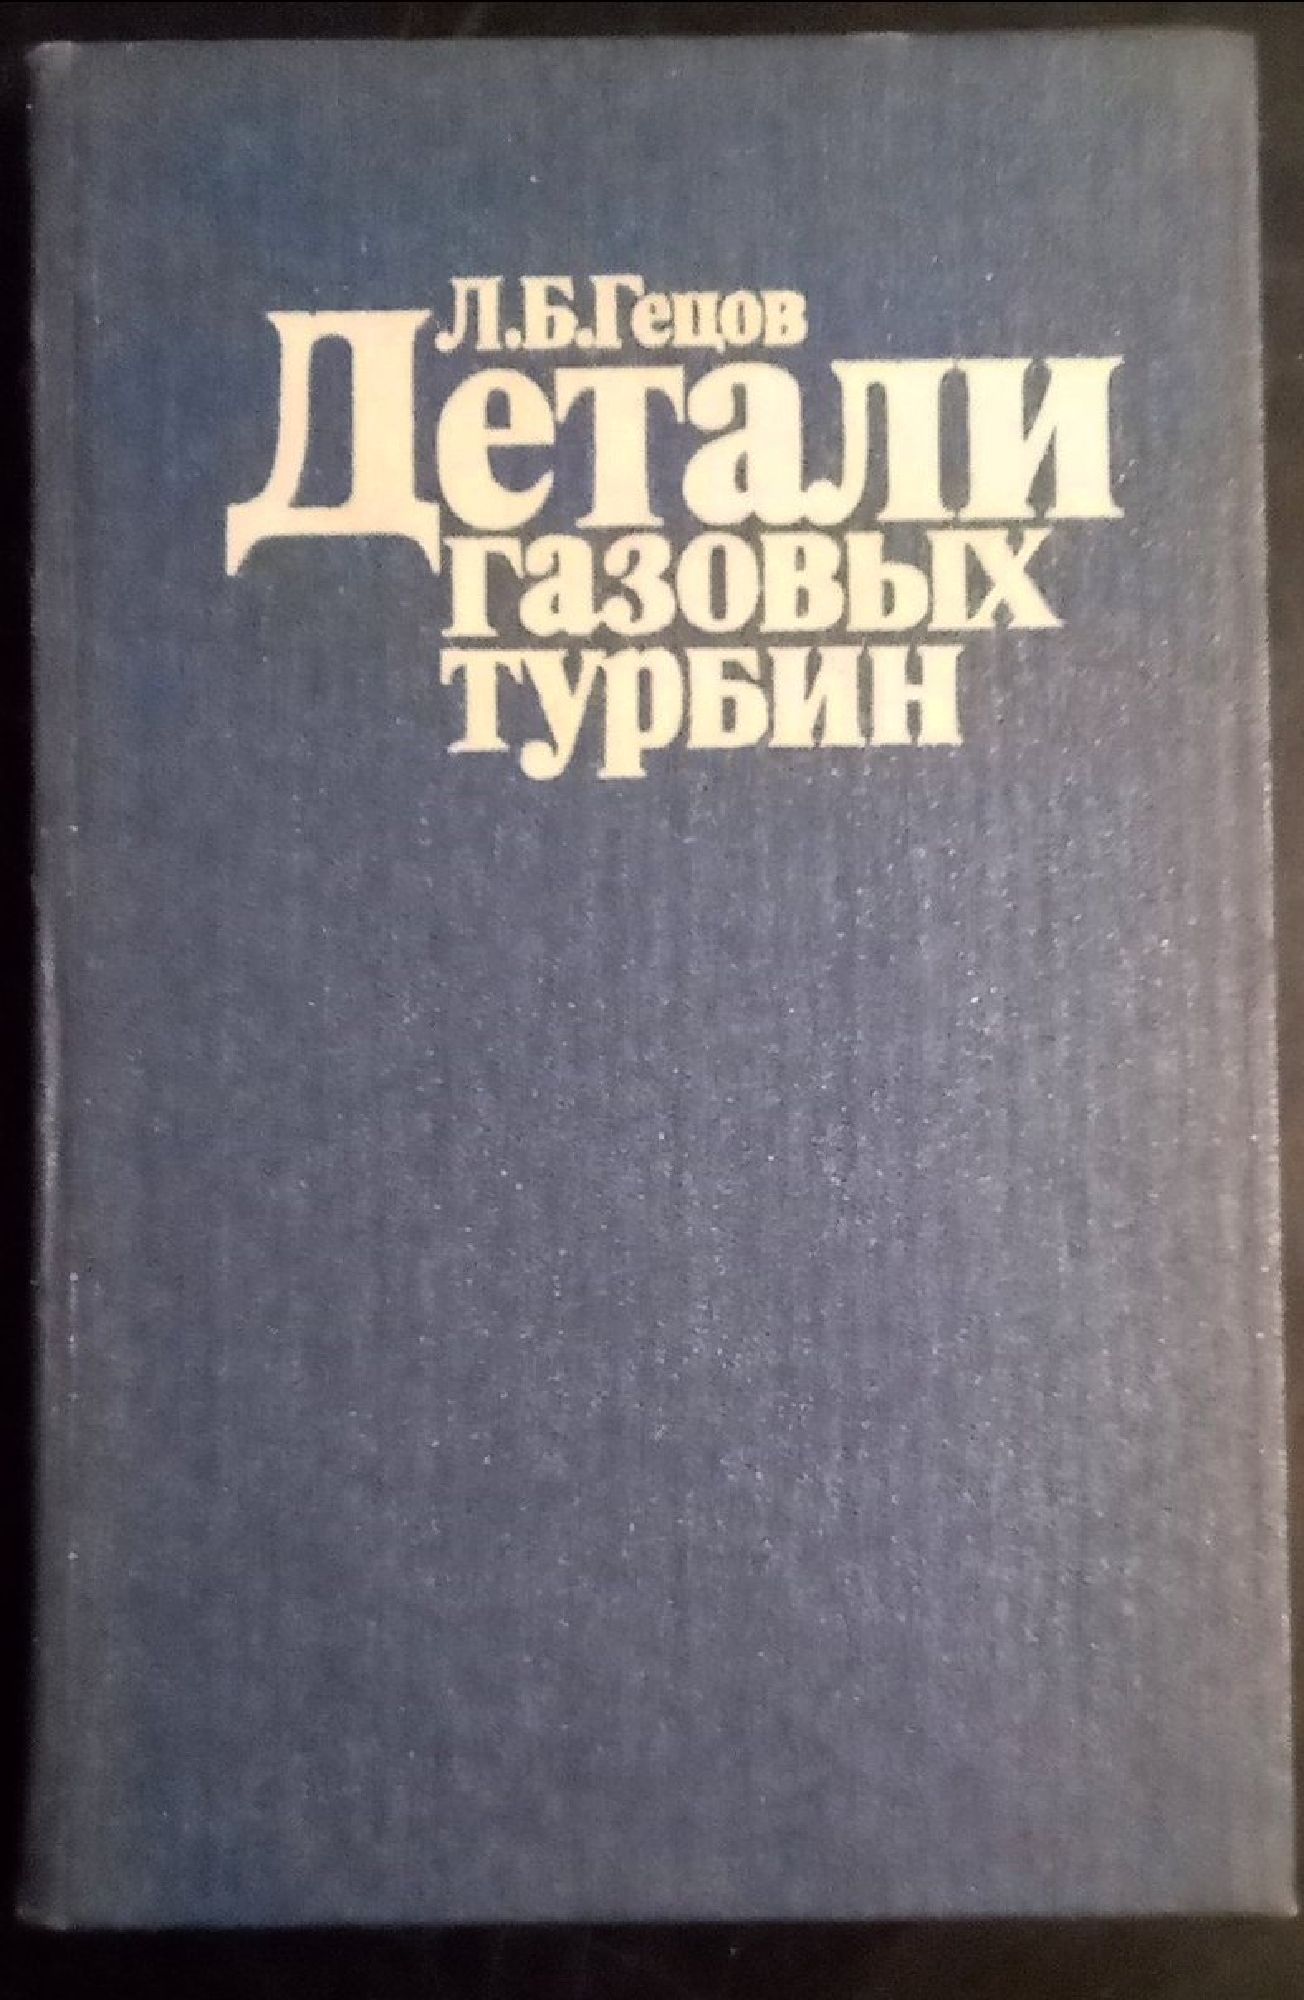 Л.Б.Гецов
Детали
газовых
турбин